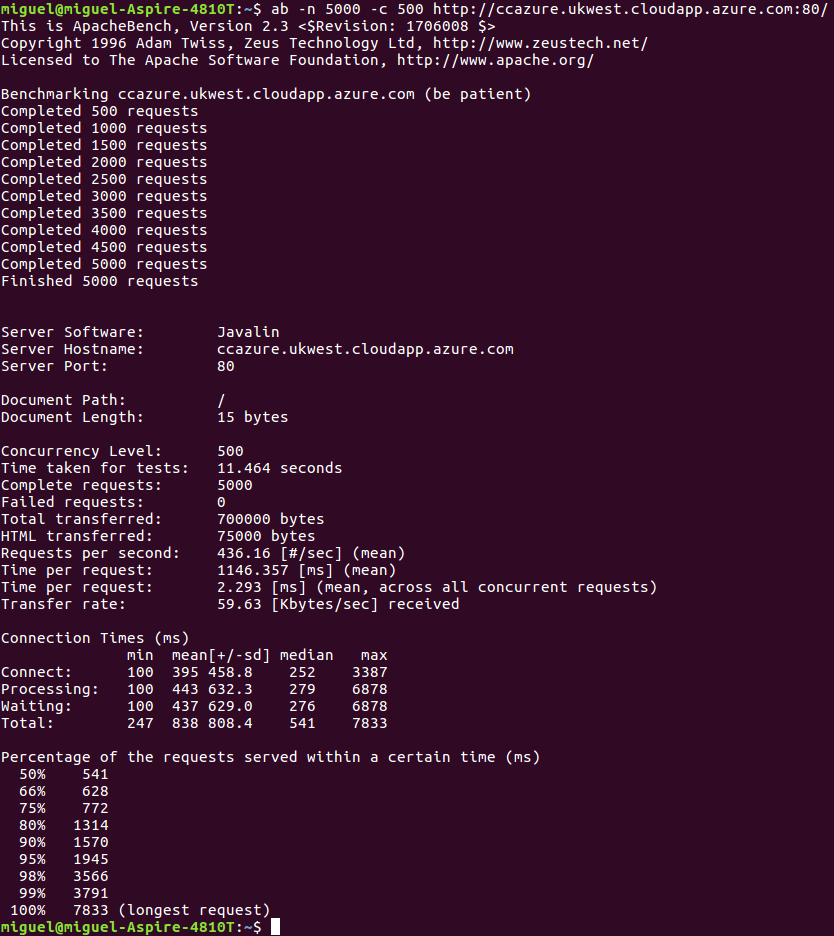 miguel@miguel-Aspire-4810T:~$ ab -n 5000 -c 500 http://ccazure.ukwest.cloudapp.azure.com:80/
This is ApacheBench, Version 2.3 <$Revision: 1706008 $>
Copyright 1996 Adam Twiss, Zeus Technology Ltd, http://www.zeustech.net/
Licensed to The Apache Software Foundation, http://www.apache.org/

Benchmarking ccazure.ukwest.cloudapp.azure.com (be patient)
Completed 500 requests
Completed 1000 requests
Completed 1500 requests
Completed 2000 requests
Completed 2500 requests
Completed 3000 requests
Completed 3500 requests
Completed 4000 requests
Completed 4500 requests
Completed 5000 requests
Finished 5000 requests


Server Software:        Javalin
Server Hostname:        ccazure.ukwest.cloudapp.azure.com
Server Port:            80

Document Path:          /
Document Length:        15 bytes

Concurrency Level:      500
Time taken for tests:   11.464 seconds
Complete requests:      5000
Failed requests:        0
Total transferred:      700000 bytes
HTML transferred:       75000 bytes
Requests per second:    436.16 [#/sec] (mean)
Time per request:       1146.357 [ms] (mean)
Time per request:       2.293 [ms] (mean, across all concurrent requests)
Transfer rate:          59.63 [Kbytes/sec] received

Connection Times (ms)
              min  mean[+/-sd] median   max
Connect:      100  395 458.8    252    3387
Processing:   100  443 632.3    279    6878
Waiting:      100  437 629.0    276    6878
Total:        247  838 808.4    541    7833

Percentage of the requests served within a certain time (ms)
  50%    541
  66%    628
  75%    772
  80%   1314
  90%   1570
  95%   1945
  98%   3566
  99%   3791
 100%   7833 (longest request)
miguel@miguel-Aspire-4810T:~$